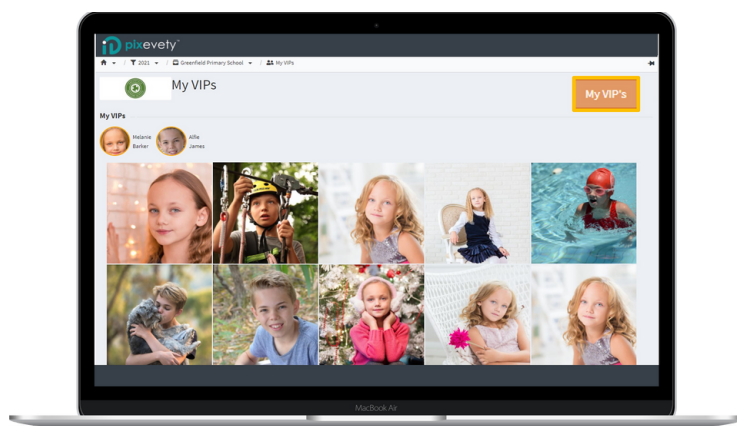 pixevety
2021
Greenfield Primary School
My VIPs
My VIPs
My VIP's
My VIPs
Melanie
Barker
Alfie
James
MacBook Air